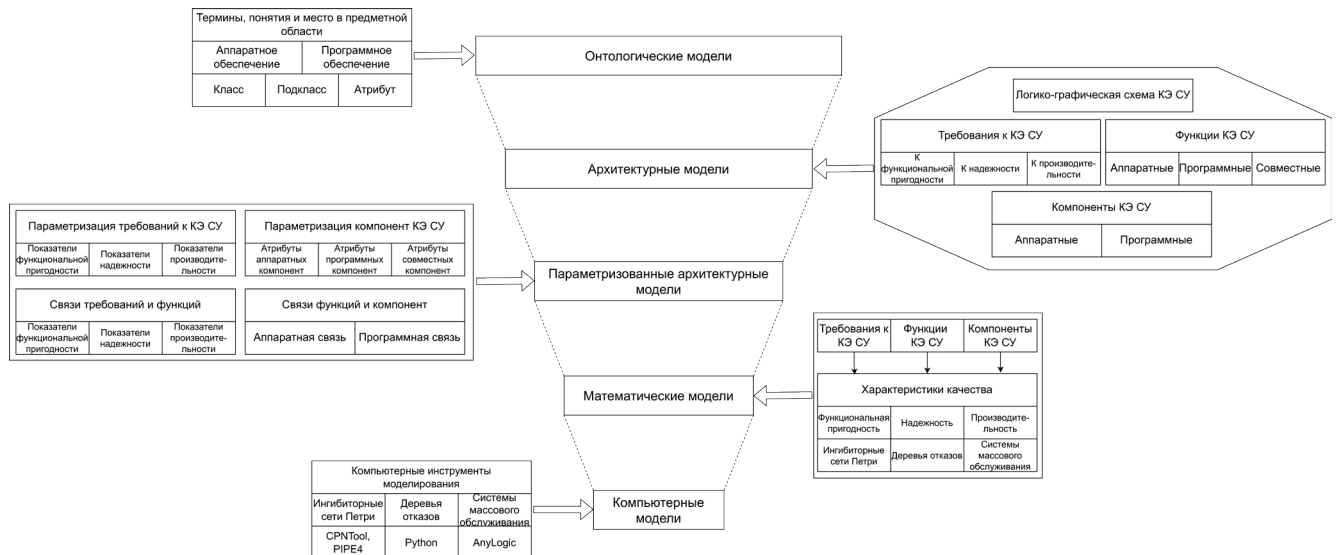 Термины, понятия и место в предметной
области
Аппаратное
обеспечение
Программное
обеспечение
Класс
Подкласс
Атрибут
Онтологические модели
Логико-графическая схема КЭ СУ
Требования к КЭ СУ
К
функциональной
пригодности
К надежности
К производите-
льности
Функции КЭ СУ
Аппаратные
Программные
Совместные
Компоненты КЭ СУ
Аппаратные
Программные
Архитектурные модели
Параметризация требований к КЭ СУ
Показатели
функциональной
пригодности
Показатели
надежности
Показатели
производите-
льности
Параметризация компонент КЭ СУ
Атрибуты
аппаратных
компонент
Атрибуты
программных
компонент
Атрибуты
совместных
компонент
Связи требований и функций
Показатели
функциональной
пригодности
Показатели
надежности
Показатели
производите-
льности
Связи функций и компонент
Аппаратная связь
Программная связь
Параметризованные архитектурные
модели
Требования к
КЭ СУ
Функции
КЭ СУ
Компоненты
КЭ СУ
Характеристики качества
Функциональная
пригодность
Надежность
Производитель-
ность
Ингибиторные
сети Петри
Деревья отказов
Системы
массового
обслуживания
Математические модели
Компьютерные инструменты
моделирования
Ингибиторные
сети Петри
Деревья
отказов
Системы
массового
обслуживания
CPNTool,
PIPE4
Python
AnyLogic
Компьютерные
модели